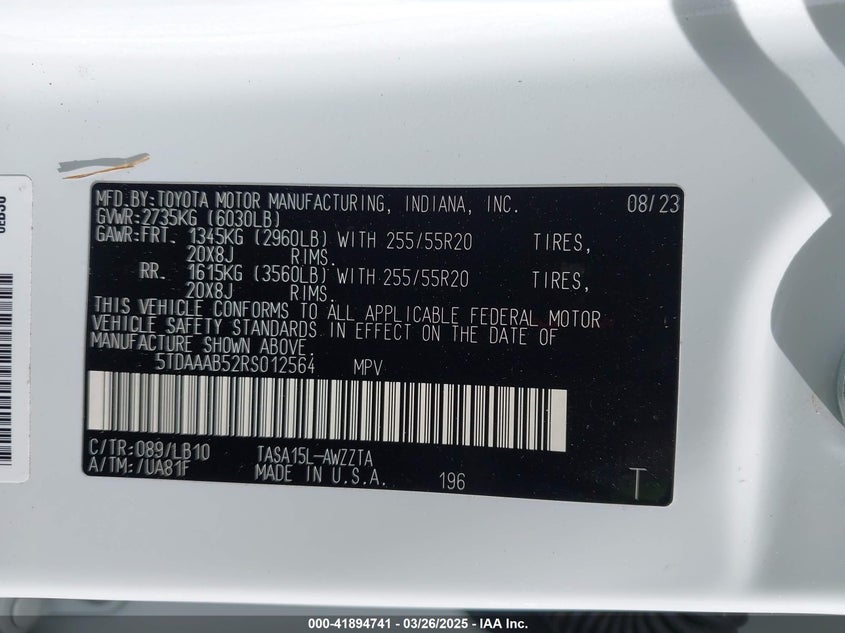 MFD.BY:TOYOTA MOTOR MANUFACTURING, INDIANA, INC. 08/23
GVWR:2735KG (6030LB)
GAWR:FRT. 1345KG (2960LB) WITH 255/55R20 TIRES,
20X8J RIMS.
RR. 1615KG (3560LB) WITH 255/55R20 TIRES,
20X8J RIMS.
THIS VEHICLE CONFORMS TO ALL APPLICABLE FEDERAL MOTOR
VEHICLE SAFETY STANDARDS IN EFFECT ON THE DATE OF
MANUFACTURE SHOWN ABOVE.
5TDAAAB52RS012564 MPV
C/TR:089/LB10 TASA15L-AWZZTA
A/TM:/UA81F MADE IN U.S.A. 196 T
000-41894741 - 03/26/2025 - IAA Inc.